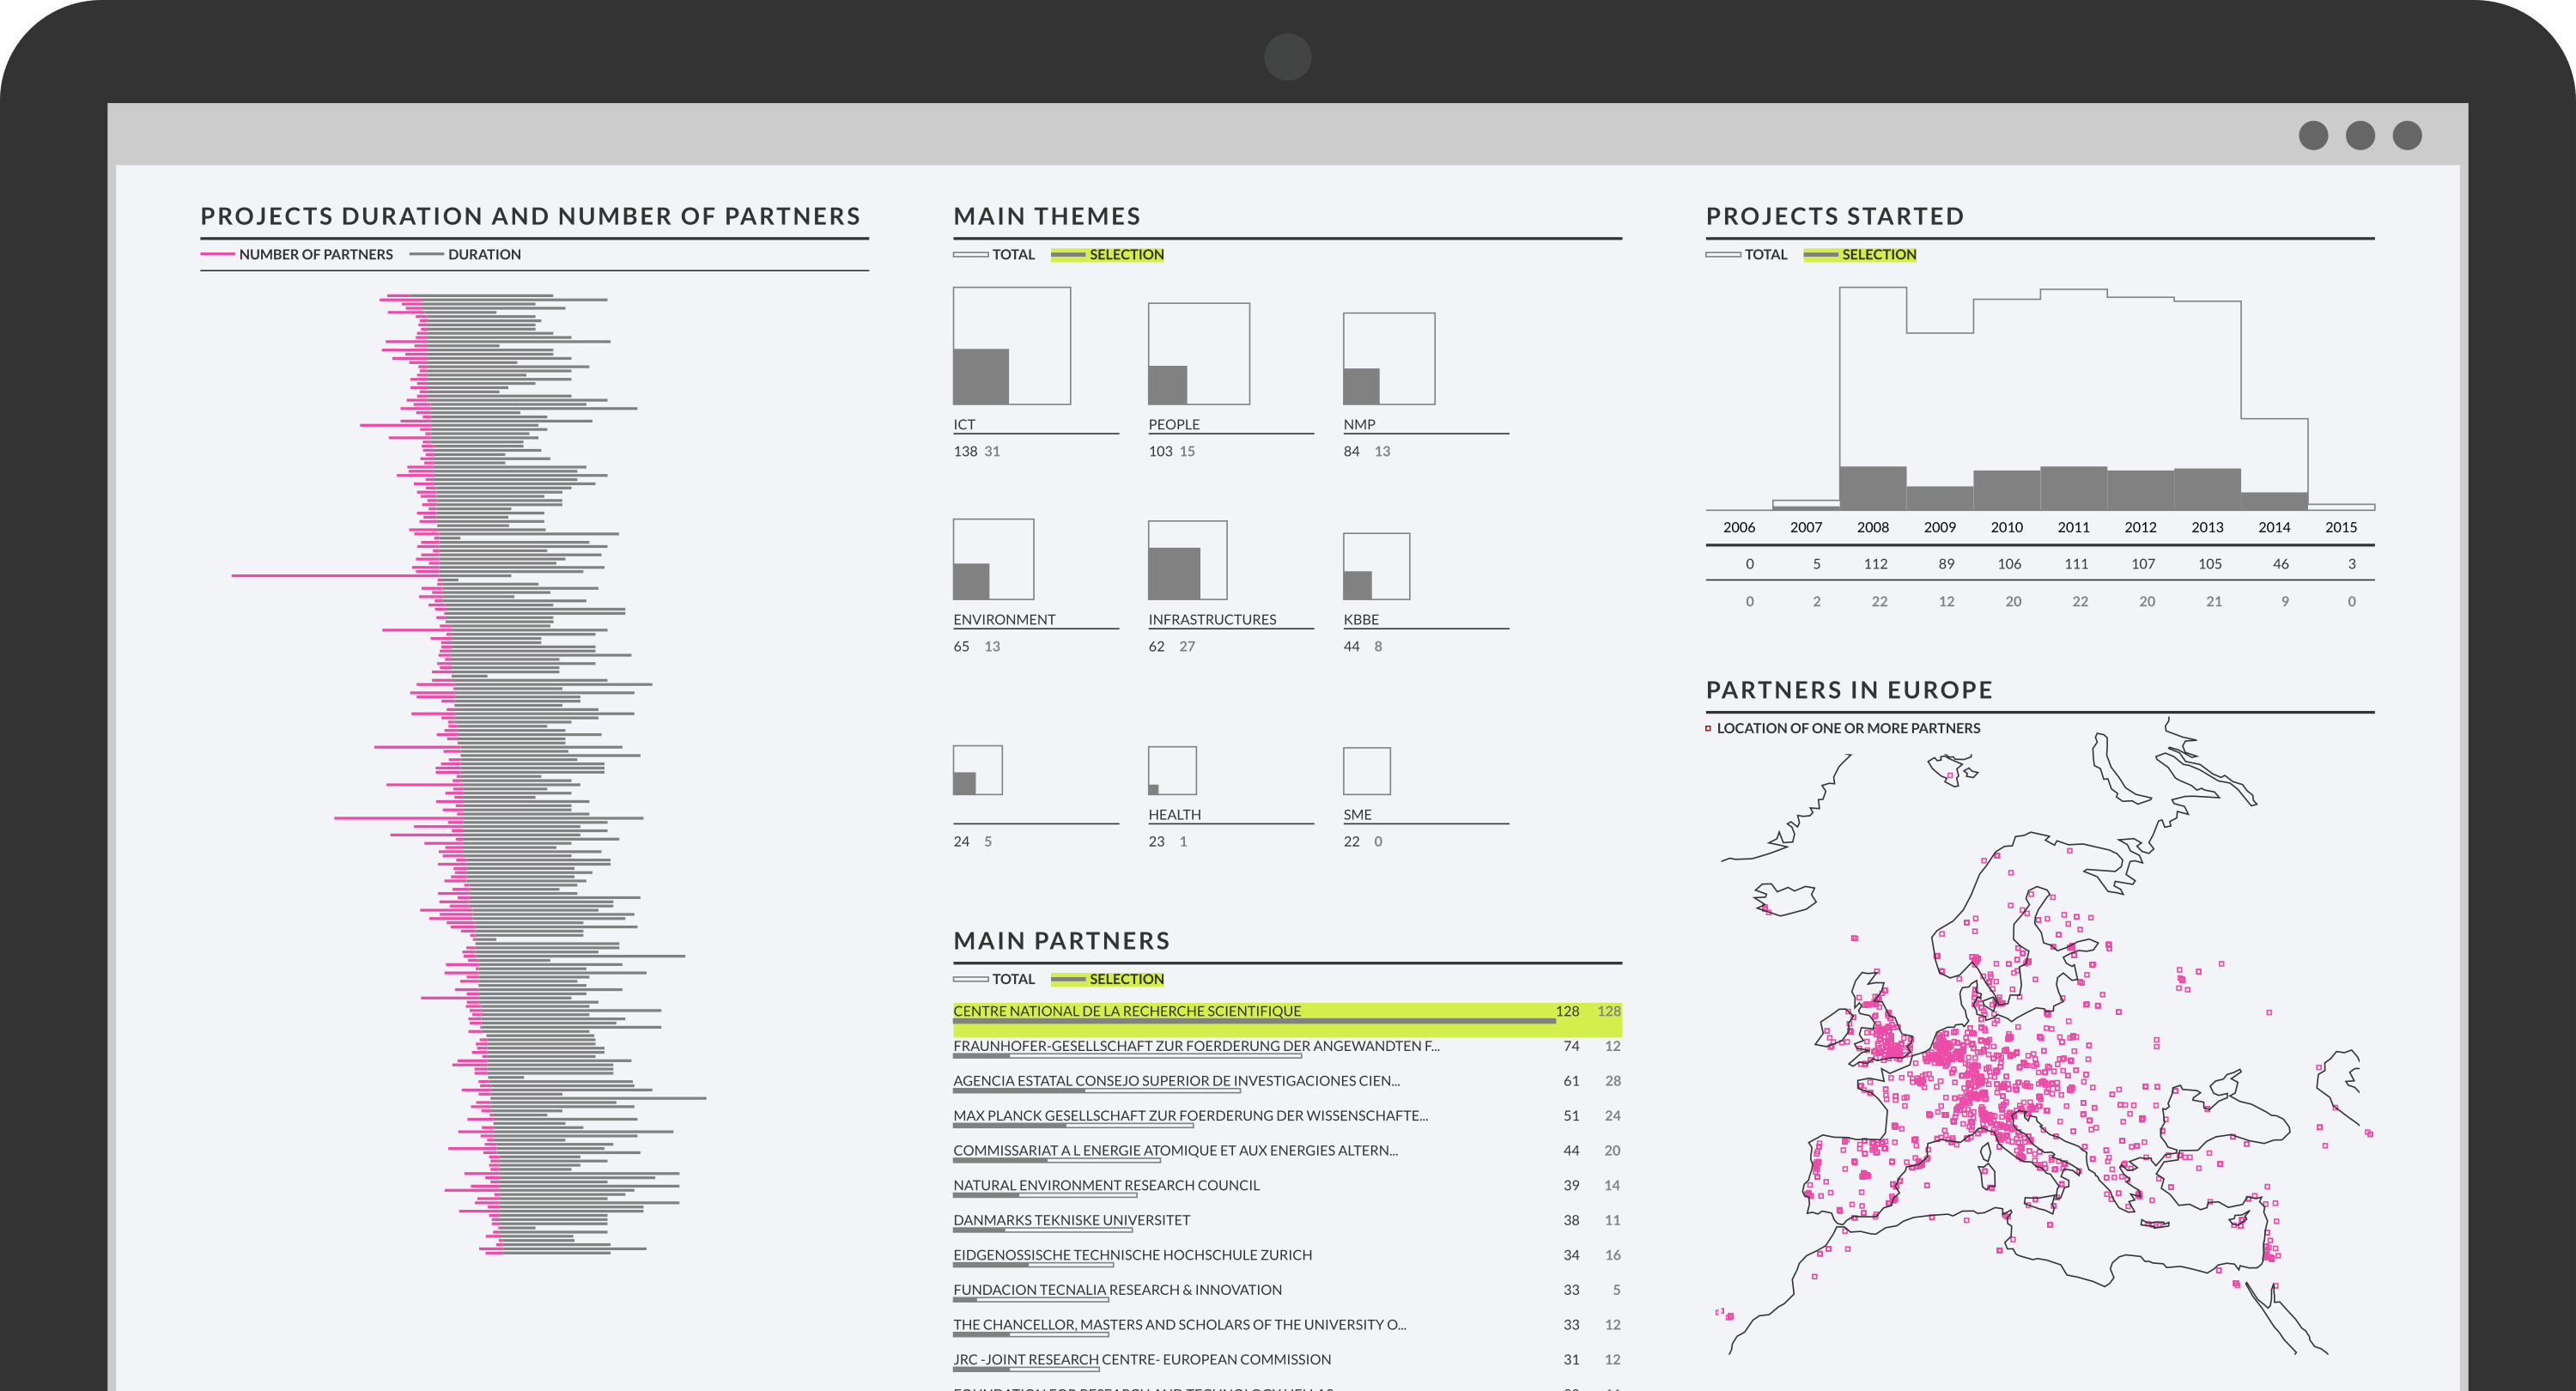 PROJECTS DURATION AND NUMBER OF PARTNERS
NUMBER OF PARTNERS DURATION
MAIN THEMES
TOTAL SELECTION
ICT PEOPLE NMP
138 31 103 15 84 13
ENVIRONMENT INFRASTRUCTURES KBBE
65 13 62 27 44 8
HEALTH SME
24 5 23 1 22 0
MAIN PARTNERS
TOTAL SELECTION
CENTRE NATIONAL DE LA RECHERCHE SCIENTIFIQUE 128 128
FRAUNHOFER-GESELLSCHAFT ZUR FOERDERUNG DER ANGEWANDTEN F... 74 12
AGENCIA ESTATAL CONSEJO SUPERIOR DE INVESTIGACIONES CIEN... 61 28
MAX PLANCK GESELLSCHAFT ZUR FOERDERUNG DER WISSENSCHAFTE... 51 24
COMMISSARIAT A L ENERGIE ATOMIQUE ET AUX ENERGIES ALTERN... 44 20
NATURAL ENVIRONMENT RESEARCH COUNCIL 39 14
DANMARKS TEKNISKE UNIVERSITET 38 11
EIDGENOSSISCHE TECHNISCHE HOCHSCHULE ZURICH 34 16
FUNDACION TECNALIA RESEARCH & INNOVATION 33 5
THE CHANCELLOR, MASTERS AND SCHOLARS OF THE UNIVERSITY O... 33 12
JRC -JOINT RESEARCH CENTRE- EUROPEAN COMMISSION 31 12
PROJECTS STARTED
TOTAL SELECTION
2006 2007 2008 2009 2010 2011 2012 2013 2014 2015
0 5 112 89 106 111 107 105 46 3
0 2 22 12 20 22 20 21 9 0
PARTNERS IN EUROPE
LOCATION OF ONE OR MORE PARTNERS